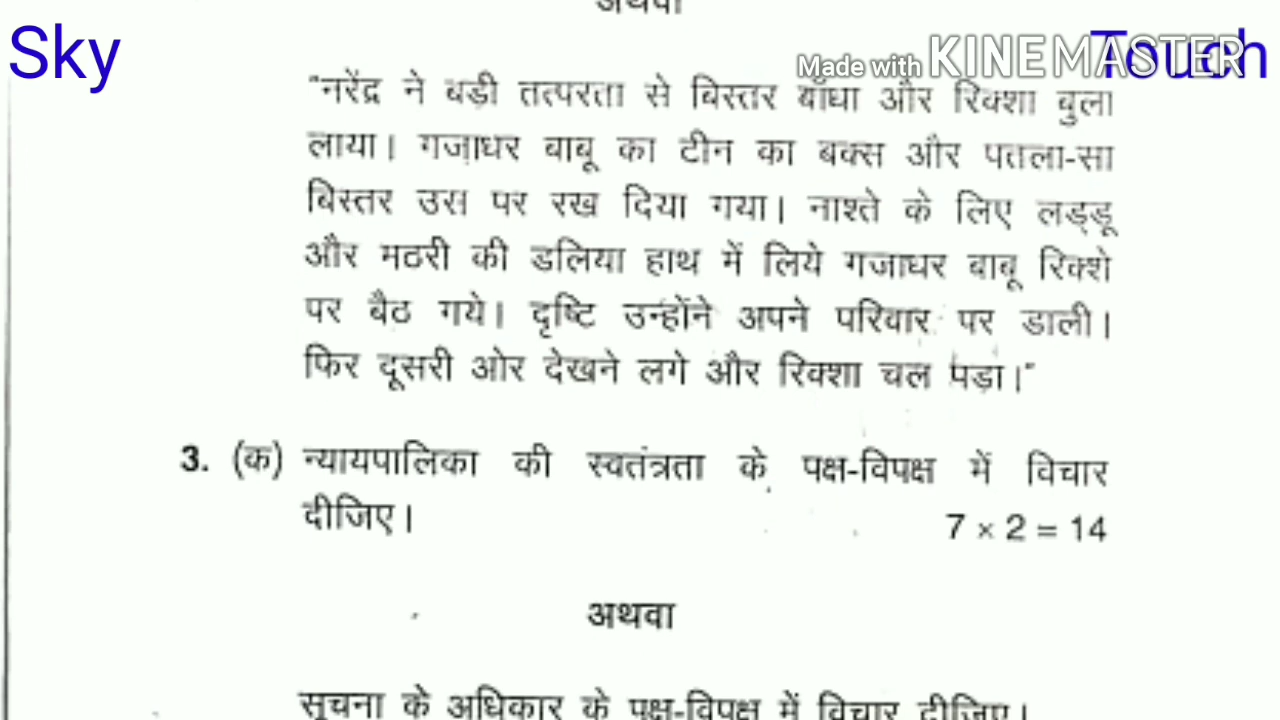 अथवा
Sky
Made with KINEMASTER
Touch
"नरेंद्र ने बड़ी तत्परता से बिस्तर बाँधा और रिक्शा बुला
लाया। गजाधर बाबू का टीन का बक्स और पतला-सा
बिस्तर उस पर रख दिया गया। नाश्ते के लिए लड्डू
और मठरी की डलिया हाथ में लिये गजाधर बाबू रिक्शे
पर बैठ गये। दृष्टि उन्होंने अपने परिवार पर डाली।
फिर दूसरी ओर देखने लगे और रिक्शा चल पड़ा।"
3. (क) न्यायपालिका की स्वतंत्रता के पक्ष-विपक्ष में विचार
दीजिए। 7 × 2 = 14
अथवा
सूचना के अधिकार के पक्ष-विपक्ष में विचार दीजिए।